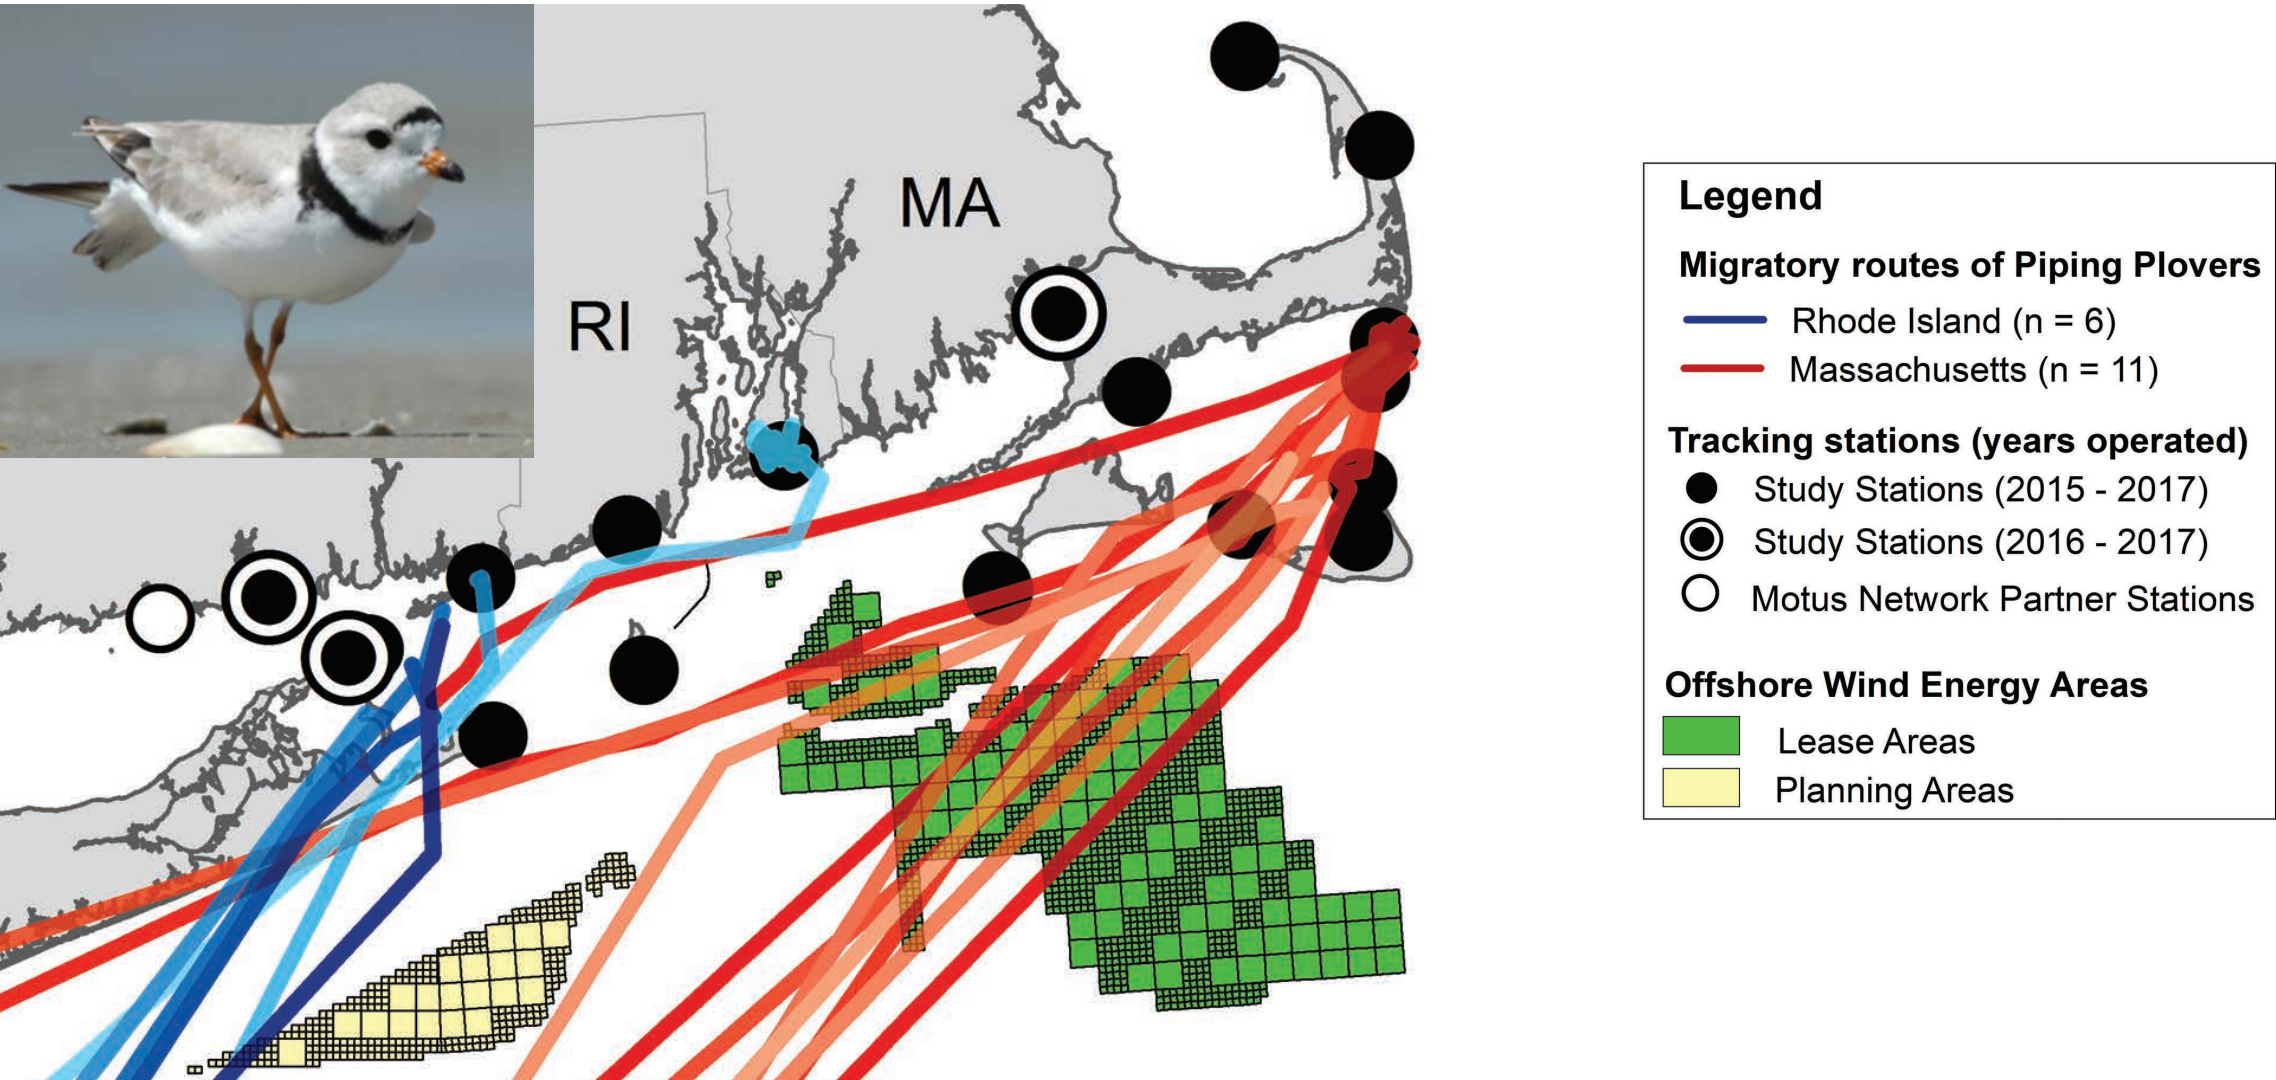 MA
RI
Legend
Migratory routes of Piping Plovers
Rhode Island (n = 6)
Massachusetts (n = 11)
Tracking stations (years operated)
Study Stations (2015 - 2017)
Study Stations (2016 - 2017)
Motus Network Partner Stations
Offshore Wind Energy Areas
Lease Areas
Planning Areas